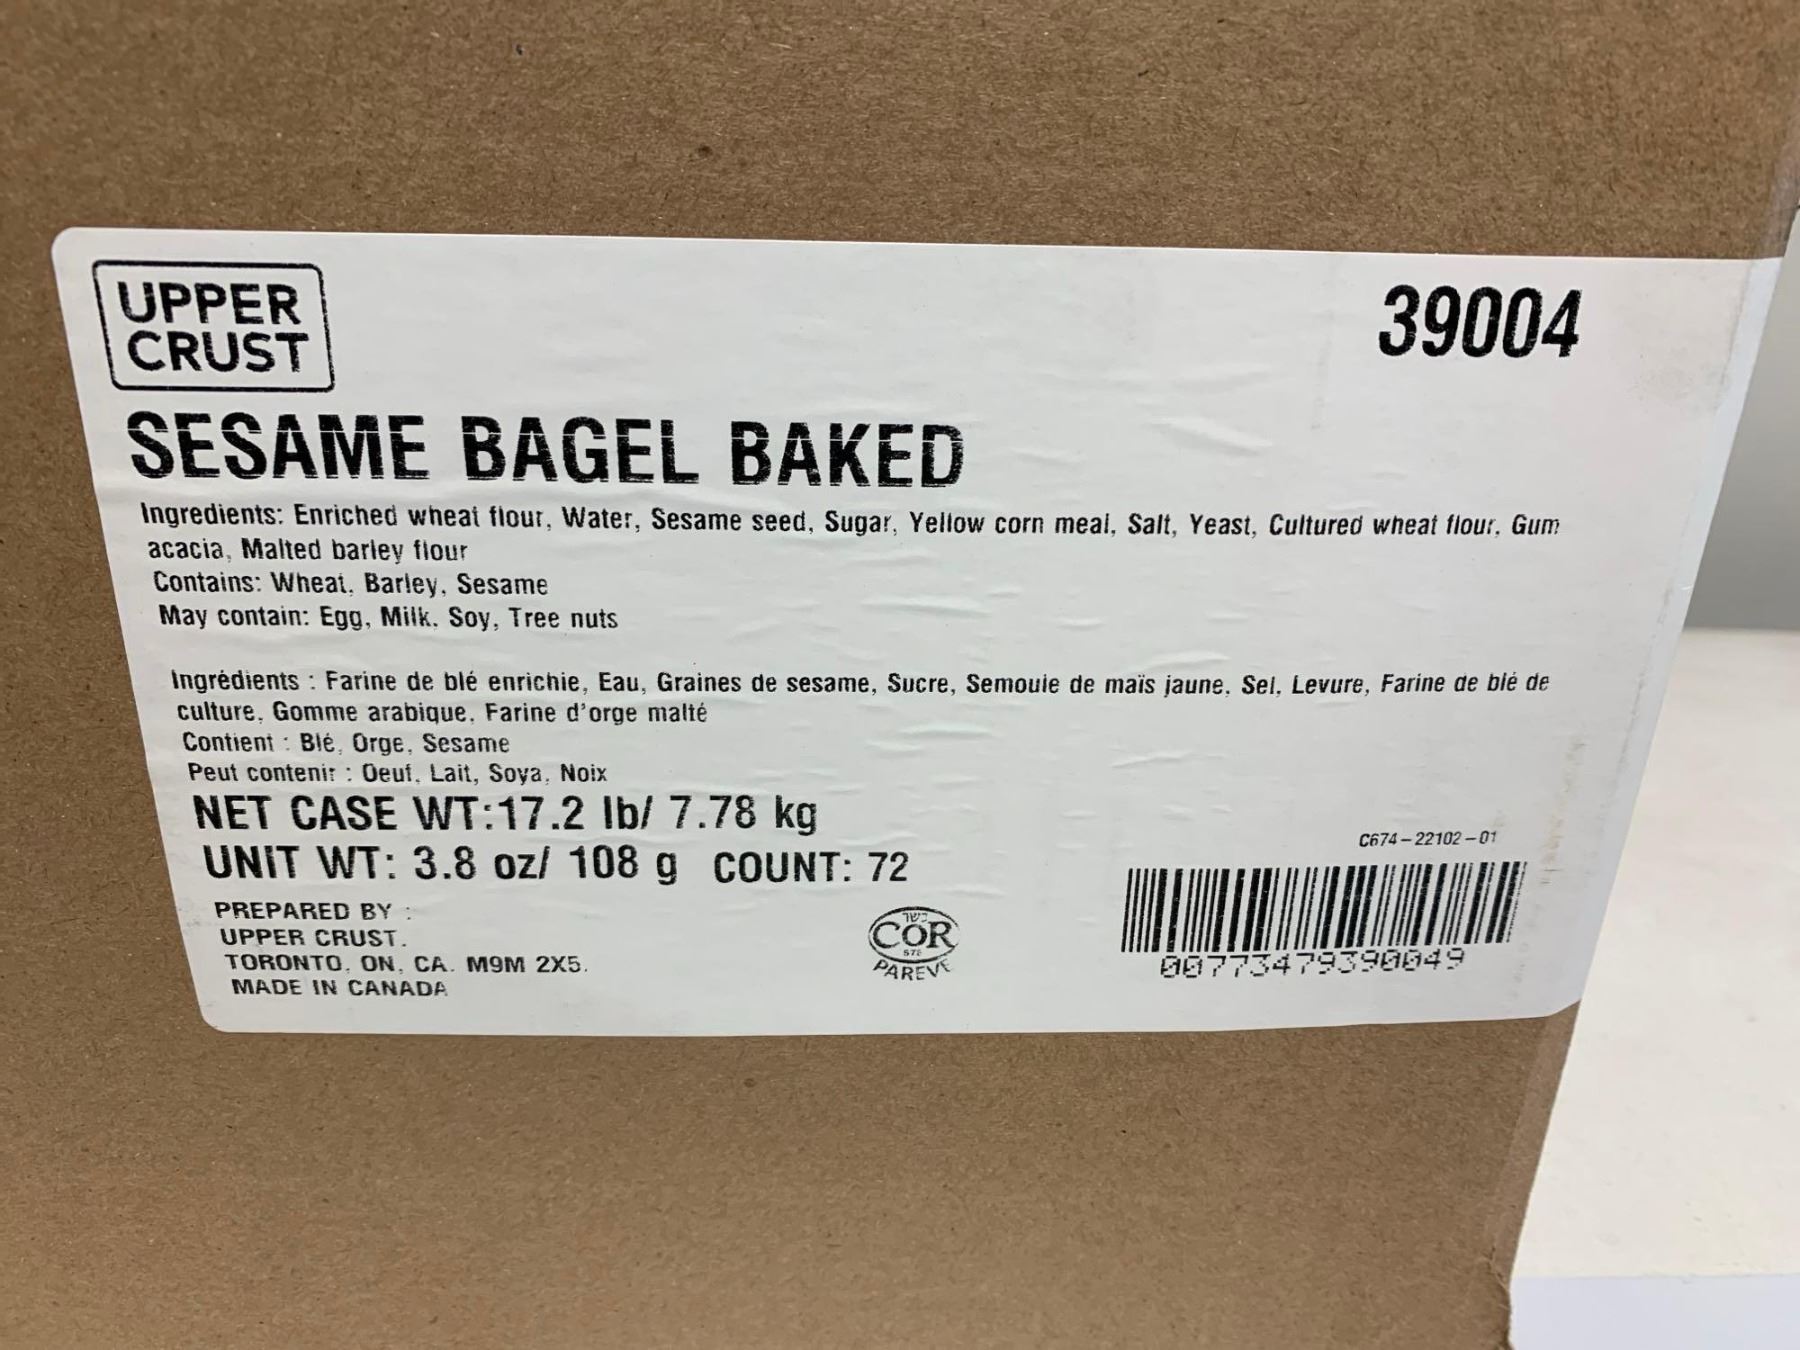 UPPER
CRUST
39004
SESAME BAGEL BAKED
Ingredients: Enriched wheat flour, Water, Sesame seed, Sugar, Yellow corn meal, Salt, Yeast, Cultured wheat flour, Gum
acacia, Malted barley flour
Contains: Wheat, Barley, Sesame
May contain: Egg, Milk, Soy, Tree nuts
Ingrédients : Farine de blé enrichie, Eau, Graines de sesame, Sucre, Semoule de maïs jaune, Sel, Levure, Farine de blé de
culture, Gomme arabique, Farine d'orge malté
Contient : Blé, Orge, Sesame
Peut contenir : Oeuf, Lait, Soya, Noix
NET CASE WT:17.2 lb/ 7.78 kg
UNIT WT: 3.8 oz/ 108 g COUNT: 72
C674-22102-01
PREPARED BY :
UPPER CRUST.
TORONTO, ON, CA. M9M 2X5.
MADE IN CANADA
כשר
COR
PAREVE
00773479390049